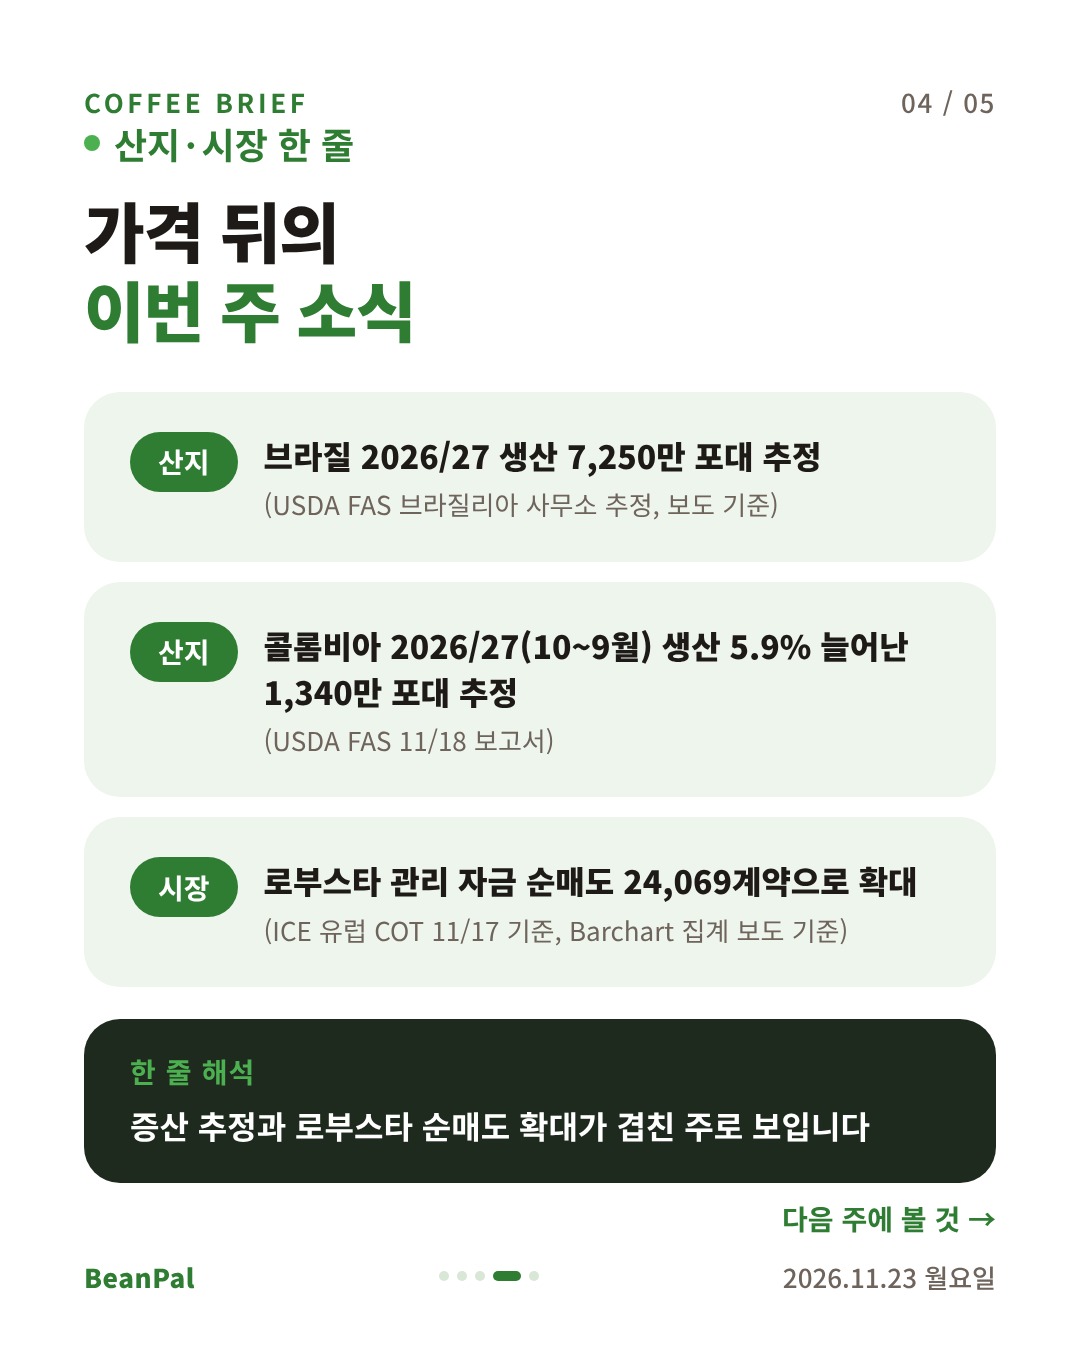 COFFEE BRIEF
04 / 05
산지·시장 한 줄
가격 뒤의
이번 주 소식
산지
브라질 2026/27 생산 7,250만 포대 추정
(USDA FAS 브라질리아 사무소 추정, 보도 기준)
산지
콜롬비아 2026/27(10~9월) 생산 5.9% 늘어난
1,340만 포대 추정
(USDA FAS 11/18 보고서)
시장
로부스타 관리 자금 순매도 24,069계약으로 확대
(ICE 유럽 COT 11/17 기준, Barchart 집계 보도 기준)
한 줄 해석
증산 추정과 로부스타 순매도 확대가 겹친 주로 보입니다
다음 주에 볼 것 →
BeanPal
2026.11.23 월요일